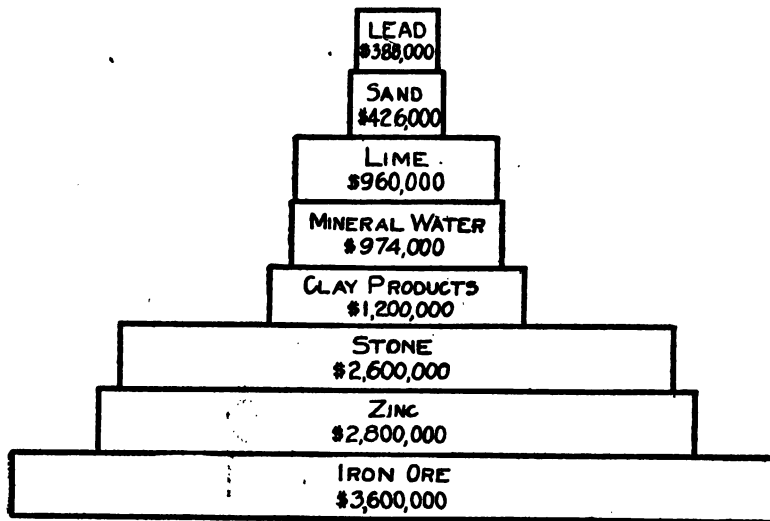 LEAD
$388,000
SAND
$426,000
LIME
$960,000
MINERAL WATER
$974,000
CLAY PRODUCTS
$1,200,000
STONE
$2,600,000
ZINC
$2,800,000
IRON ORE
$3,600,000